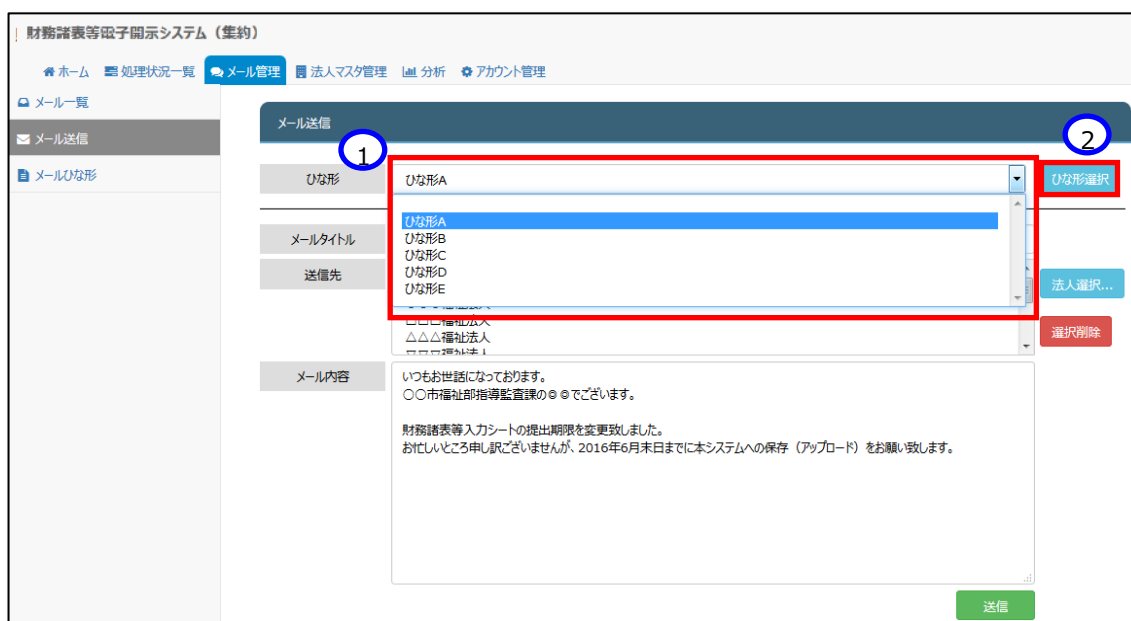 財務諸表等電子開示システム（集約）
ホーム 処理状況一覧 メール管理 法人マスタ管理 分析 アカウント管理
メール一覧
メール送信
メールひな形
メール送信
1
2
ひな形 ひな形A ひな形選択
ひな形A
ひな形B
ひな形C
ひな形D
ひな形E
メールタイトル
送信先
法人選択...
△△△福祉法人
選択削除
メール内容
いつもお世話になっております。
〇〇市福祉部指導監査課の◎◎でございます。
財務諸表等入力シートの提出期限を変更致しました。
お忙しいところ申し訳ございませんが、2016年6月末日までに本システムへの保存（アップロード）をお願い致します。
送信